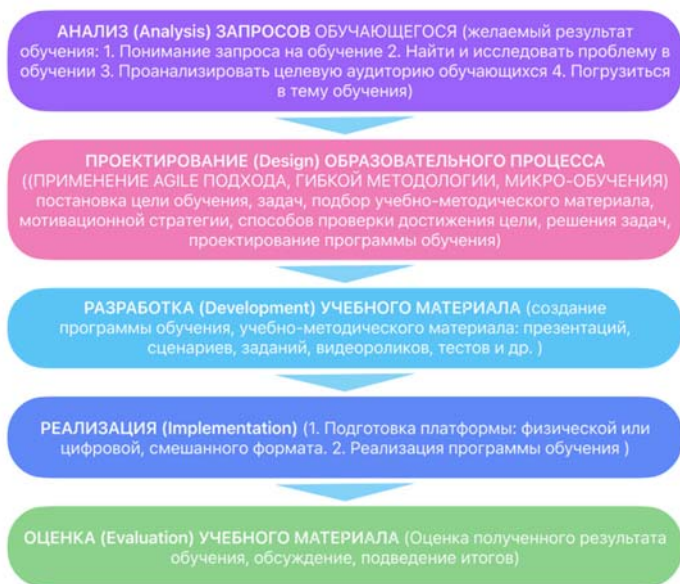 АНАЛИЗ (Analysis) ЗАПРОСОВ ОБУЧАЮЩЕГОСЯ (желаемый результат
обучения: 1. Понимание запроса на обучение 2. Найти и исследовать проблему в
обучении 3. Проанализировать целевую аудиторию обучающихся 4. Погрузиться
в тему обучения)
ПРОЕКТИРОВАНИЕ (Design) ОБРАЗОВАТЕЛЬНОГО ПРОЦЕССА
((ПРИМЕНЕНИЕ AGILE ПОДХОДА, ГИБКОЙ МЕТОДОЛОГИИ, МИКРО-ОБУЧЕНИЯ)
постановка цели обучения, задач, подбор учебно-методического материала,
мотивационной стратегии, способов проверки достижения цели, решения задач,
проектирование программы обучения)
РАЗРАБОТКА (Development) УЧЕБНОГО МАТЕРИАЛА (создание
программы обучения, учебно-методического материала: презентаций,
сценариев, заданий, видеороликов, тестов и др. )
РЕАЛИЗАЦИЯ (Implementation) (1. Подготовка платформы: физической или
цифровой, смешанного формата. 2. Реализация программы обучения )
ОЦЕНКА (Evaluation) УЧЕБНОГО МАТЕРИАЛА (Оценка полученного результата
обучения, обсуждение, подведение итогов)